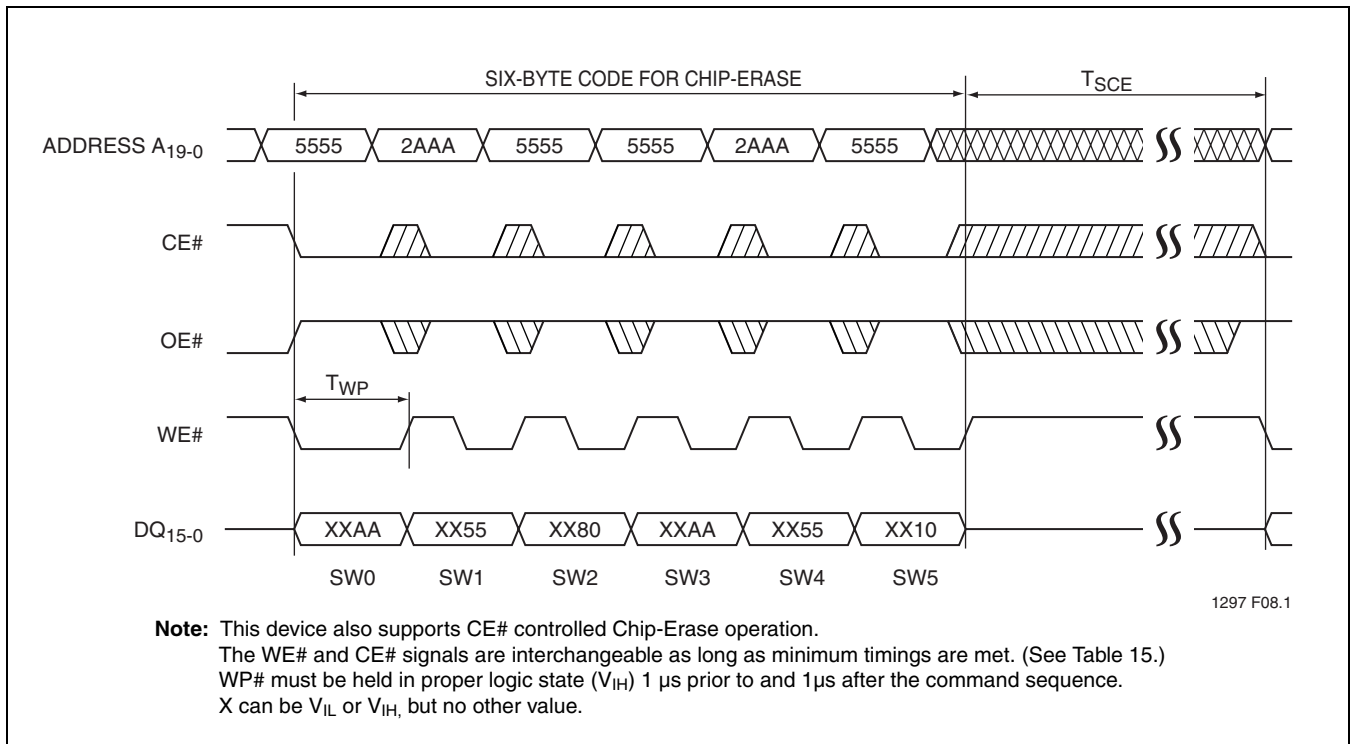 SIX-BYTE CODE FOR CHIP-ERASE TSCE
ADDRESS A19-0 5555 2AAA 5555 5555 2AAA 5555
CE#
OE#
TWP
WE#
DQ15-0 XXAA XX55 XX80 XXAA XX55 XX10
SW0 SW1 SW2 SW3 SW4 SW5
1297 F08.1
Note: This device also supports CE# controlled Chip-Erase operation.
The WE# and CE# signals are interchangeable as long as minimum timings are met. (See Table 15.)
WP# must be held in proper logic state (VIH) 1 µs prior to and 1µs after the command sequence.
X can be VIL or VIH, but no other value.